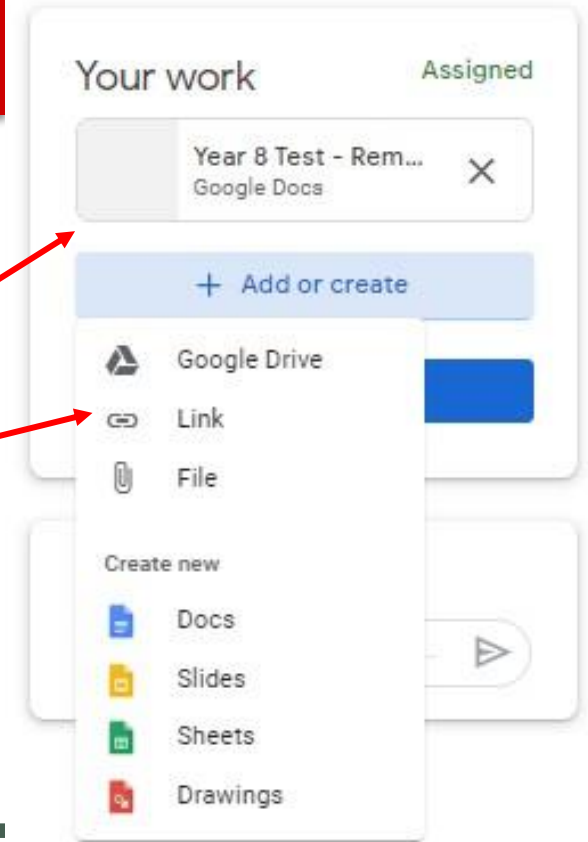 Your work
Assigned
Year 8 Test - Rem...
Google Docs
+ Add or create
Google Drive
Link
File
Create new
Docs
Slides
Sheets
Drawings